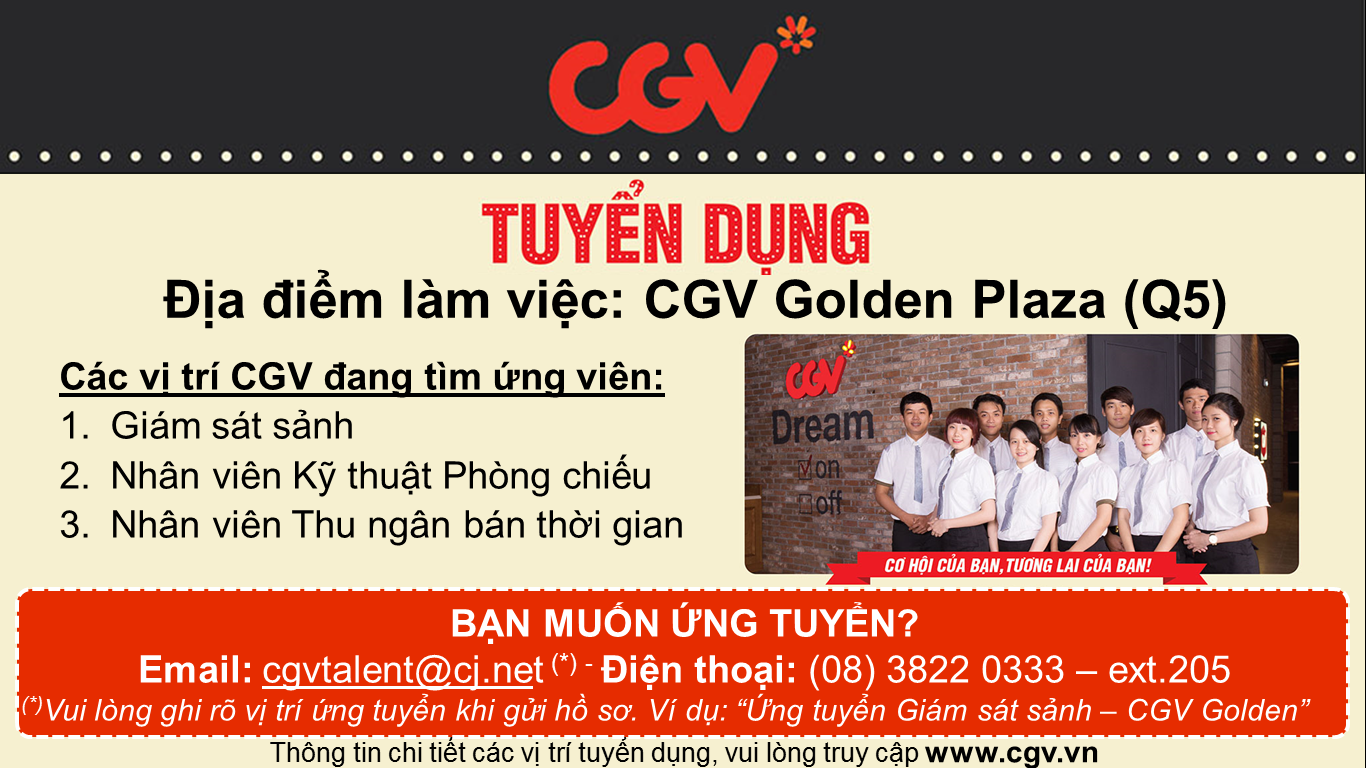 CGV
TUYỂN DỤNG
Địa điểm làm việc: CGV Golden Plaza (Q5)
Các vị trí CGV đang tìm ứng viên:
1. Giám sát sảnh
2. Nhân viên Kỹ thuật Phòng chiếu
3. Nhân viên Thu ngân bán thời gian
CGV
Dream
on
off
CƠ HỘI CỦA BẠN, TƯƠNG LAI CỦA BẠN!
BẠN MUỐN ỨNG TUYỂN?
Email: cgvtalent@cj.net (*) - Điện thoại: (08) 3822 0333 – ext.205
(*) Vui lòng ghi rõ vị trí ứng tuyển khi gửi hồ sơ. Ví dụ: “Ứng tuyển Giám sát sảnh – CGV Golden”
Thông tin chi tiết các vị trí tuyển dụng, vui lòng truy cập www.cgv.vn